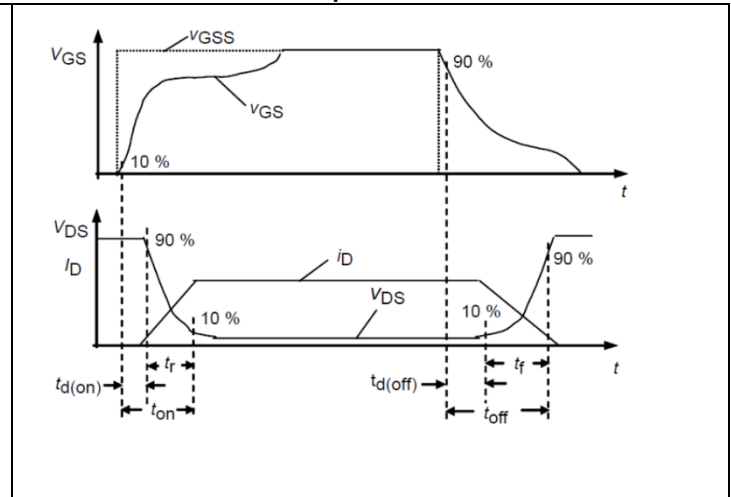 vGSS
VGS
90 %
vGS
10 %
t
VDS
90 %
iD
90 %
ID
VDS
10 %
10 %
tr
tf
t
td(on)
td(off)
ton
toff